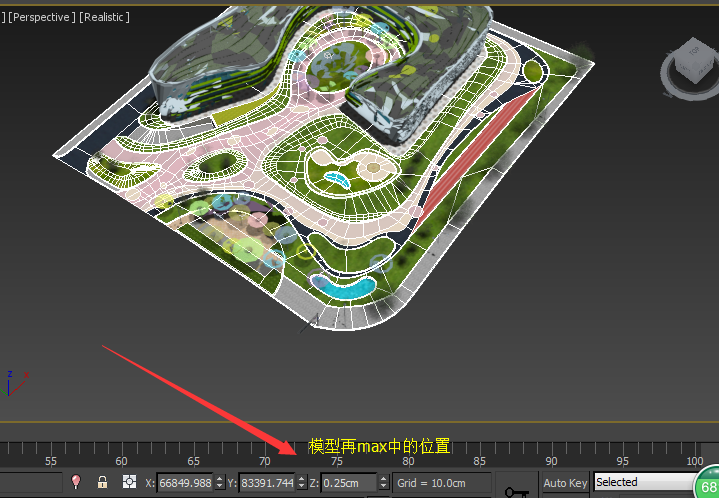 ] [Perspective ] [Realistic ]
TOP
z
x
模型再max中的位置
55 60 65 70 75 80 85 90 95 100
X: 66849.988 Y: 83391.744 Z: 0.25cm Grid = 10.0cm Auto Key Selected
68